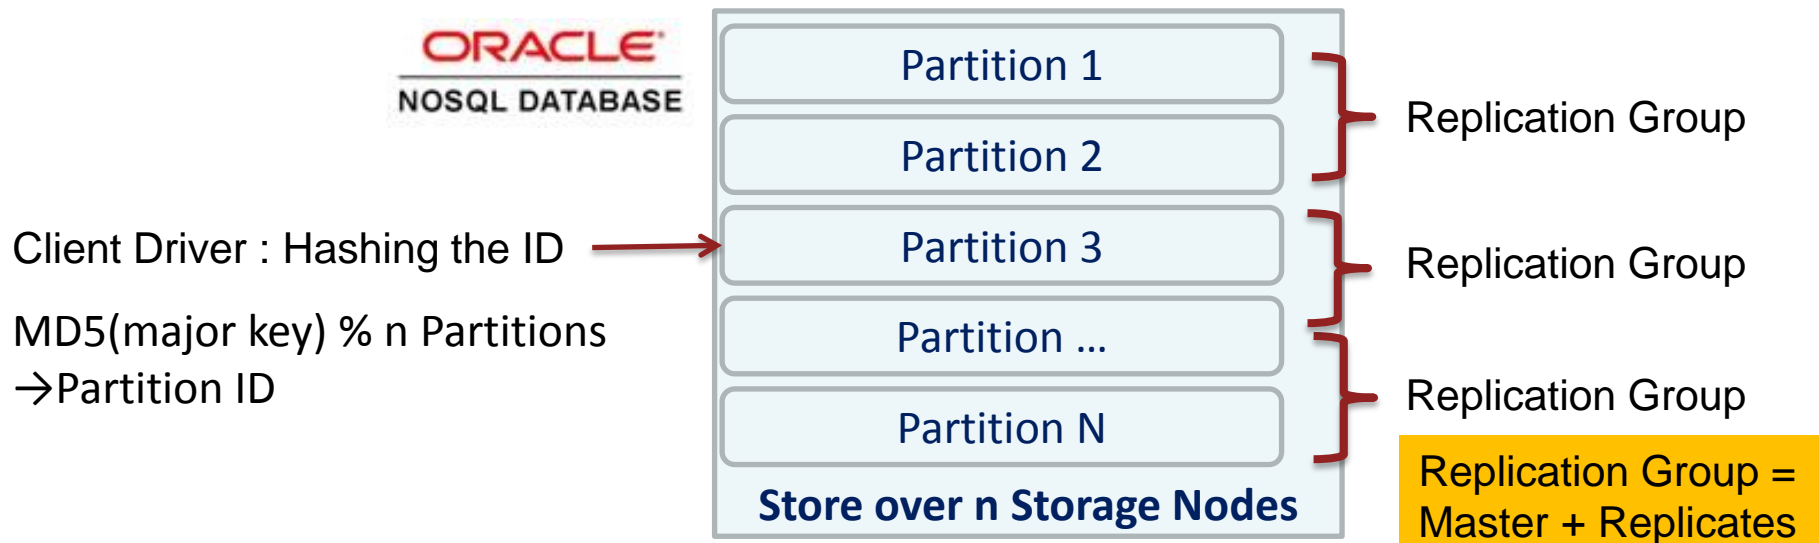 ORACLE
NOSQL DATABASE
Partition 1
Partition 2
Replication Group
Client Driver : Hashing the ID
Partition 3
Replication Group
MD5(major key) % n Partitions
→Partition ID
Partition ...
Partition N
Replication Group
Store over n Storage Nodes
Replication Group =
Master + Replicates